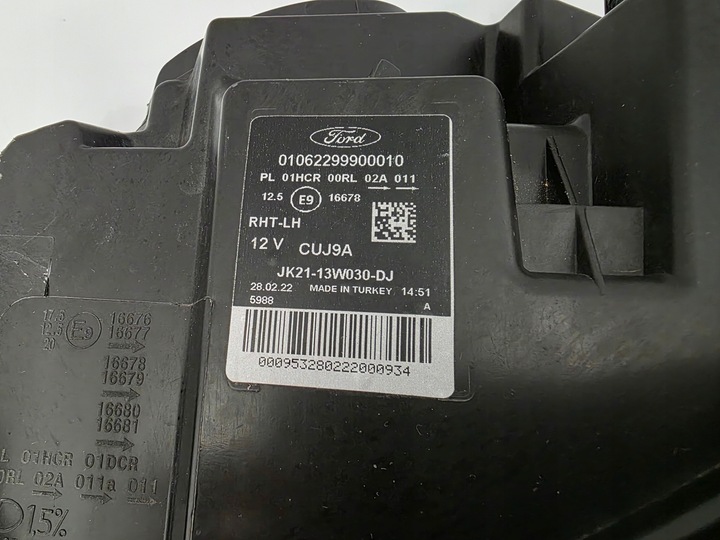 Ford
01062299900010
PL 01HCR 00RL 02A 011
12.5 E9 16678
RHT-LH
12 V CUJ9A
JK21-13W030-DJ
28.02.22 MADE IN TURKEY 14:51
5988 A
000953280222000934
17.5 16676
12.5 E9 16677
20
16678
16679
16680
16681
L 01HCR 01DCR
0RL 02A 011a 011
1,5%